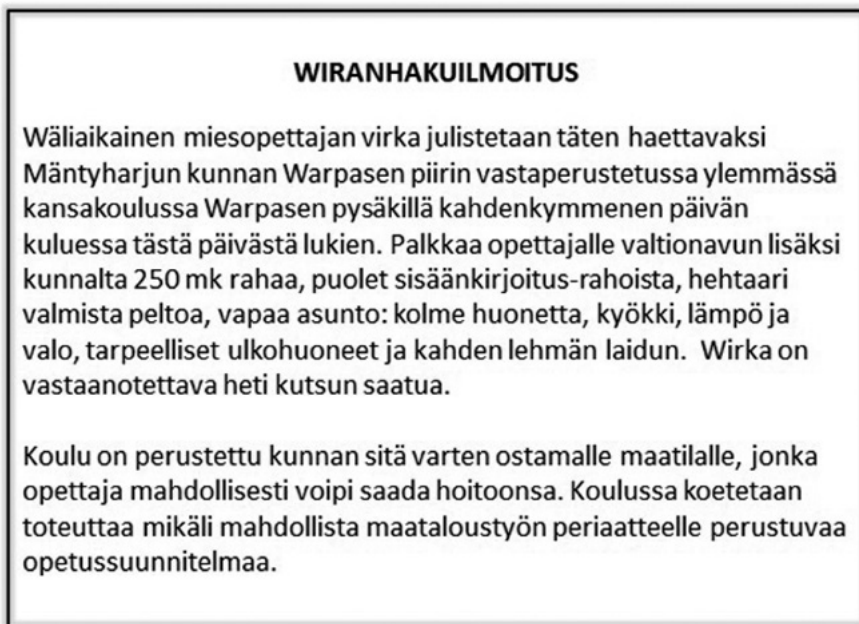 WIRANHAKUILMOITUS
Wäliaikainen miesopettajan virka julistetaan täten haettavaksi
Mäntyharjun kunnan Warpasen piirin vastaperustetussa ylemmässä
kansakoulussa Warpasen pysäkillä kahdenkymmenen päivän
kuluessa tästä päivästä lukien. Palkkaa opettajalle valtionavun lisäksi
kunnalta 250 mk rahaa, puolet sisäänkirjoitus-rahoista, hehtaari
valmista peltoa, vapaa asunto: kolme huonetta, kyökki, lämpö ja
valo, tarpeelliset ulkohuoneet ja kahden lehmän laidun. Wirka on
vastaanotettava heti kutsun saatua.
Koulu on perustettu kunnan sitä varten ostamalle maatilalle, jonka
opettaja mahdollisesti voipi saada hoitoonsa. Koulussa koetetaan
toteuttaa mikäli mahdollista maataloustyön periaatteelle perustuvaa
opetussuunnitelmaa.